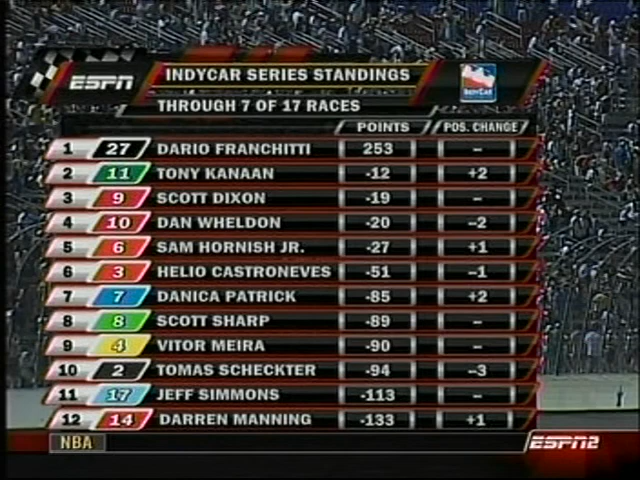 ESPN INDYCAR SERIES STANDINGS INDYCAR
THROUGH 7 OF 17 RACES
POINTS POS. CHANGE
1 27 DARIO FRANCHITTI 253 –
2 11 TONY KANAAN -12 +2
3 9 SCOTT DIXON -19 –
4 10 DAN WHELDON -20 –2
5 6 SAM HORNISH JR. -27 +1
6 3 HELIO CASTRONEVES -51 –1
7 7 DANICA PATRICK -85 +2
8 8 SCOTT SHARP -89 –
9 4 VITOR MEIRA -90 –
10 2 TOMAS SCHECKTER -94 –3
11 17 JEFF SIMMONS -113 –
12 14 DARREN MANNING -133 +1
NBA ESPN2